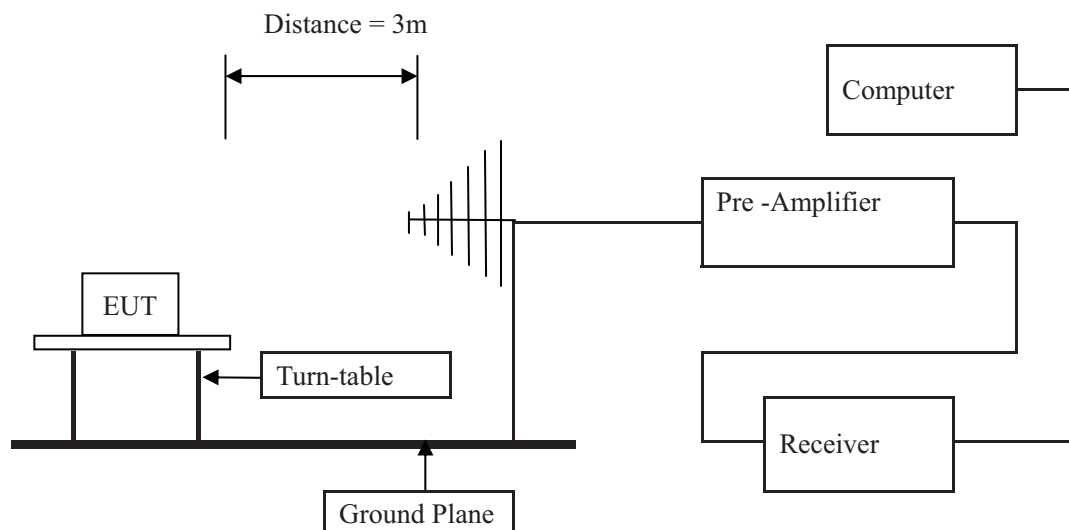 Distance = 3m
Computer
Pre -Amplifier
EUT
Turn-table
Receiver
Ground Plane